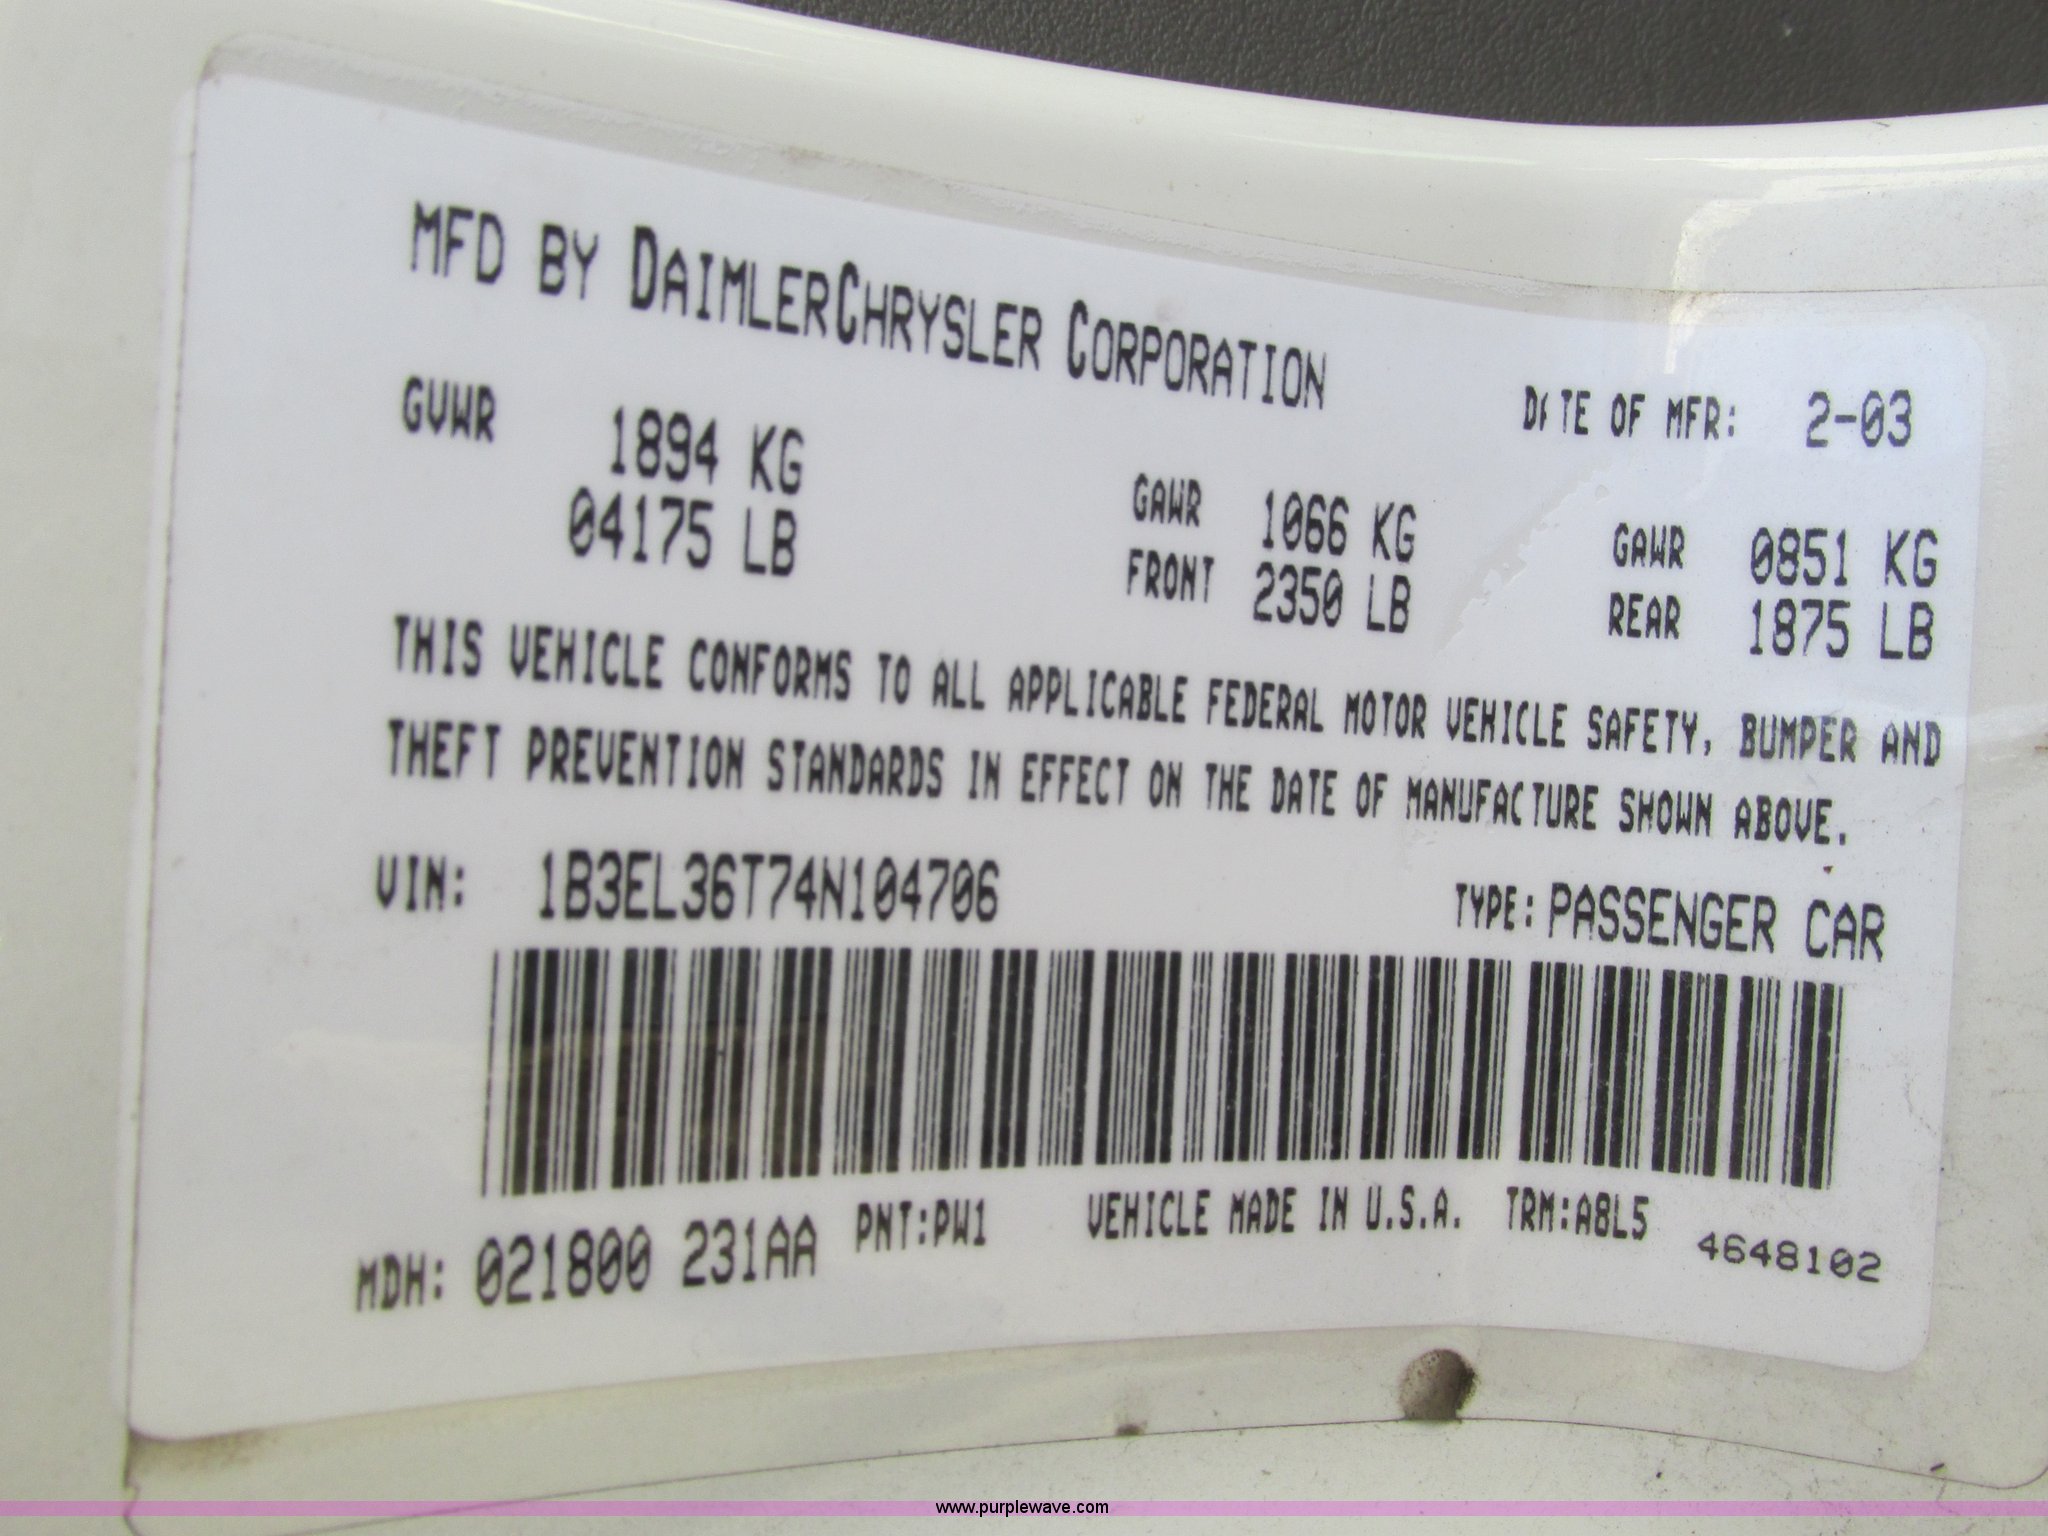 MFD BY DAIMLERCHRYSLER CORPORATION
DATE OF MFR: 2-03
GVWR 1894 KG
04175 LB
GAWR 1066 KG
FRONT 2350 LB
GAWR 0851 KG
REAR 1875 LB
THIS VEHICLE CONFORMS TO ALL APPLICABLE FEDERAL MOTOR VEHICLE SAFETY, BUMPER AND
THEFT PREVENTION STANDARDS IN EFFECT ON THE DATE OF MANUFACTURE SHOWN ABOVE.
VIN: 1B3EL36T74N104706
TYPE: PASSENGER CAR
MDH: 021800 231AA PNT:PW1 VEHICLE MADE IN U.S.A. TRM:A8L5
4648102
www.purplewave.com